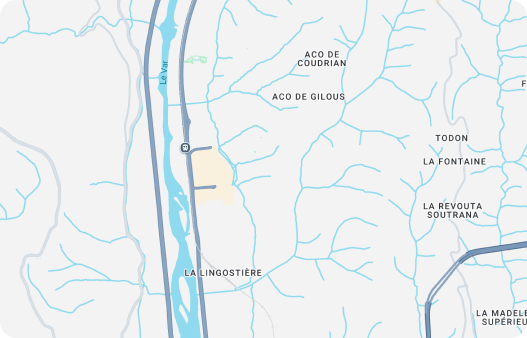 Le Var
ACO DE
COUDRIAN
ACO DE GILOUS
F
TODON
LA FONTAINE
LA REVOUTA
SOUTRANA
LA LINGOSTIÈRE
LA MADELE
SUPÉRIEU